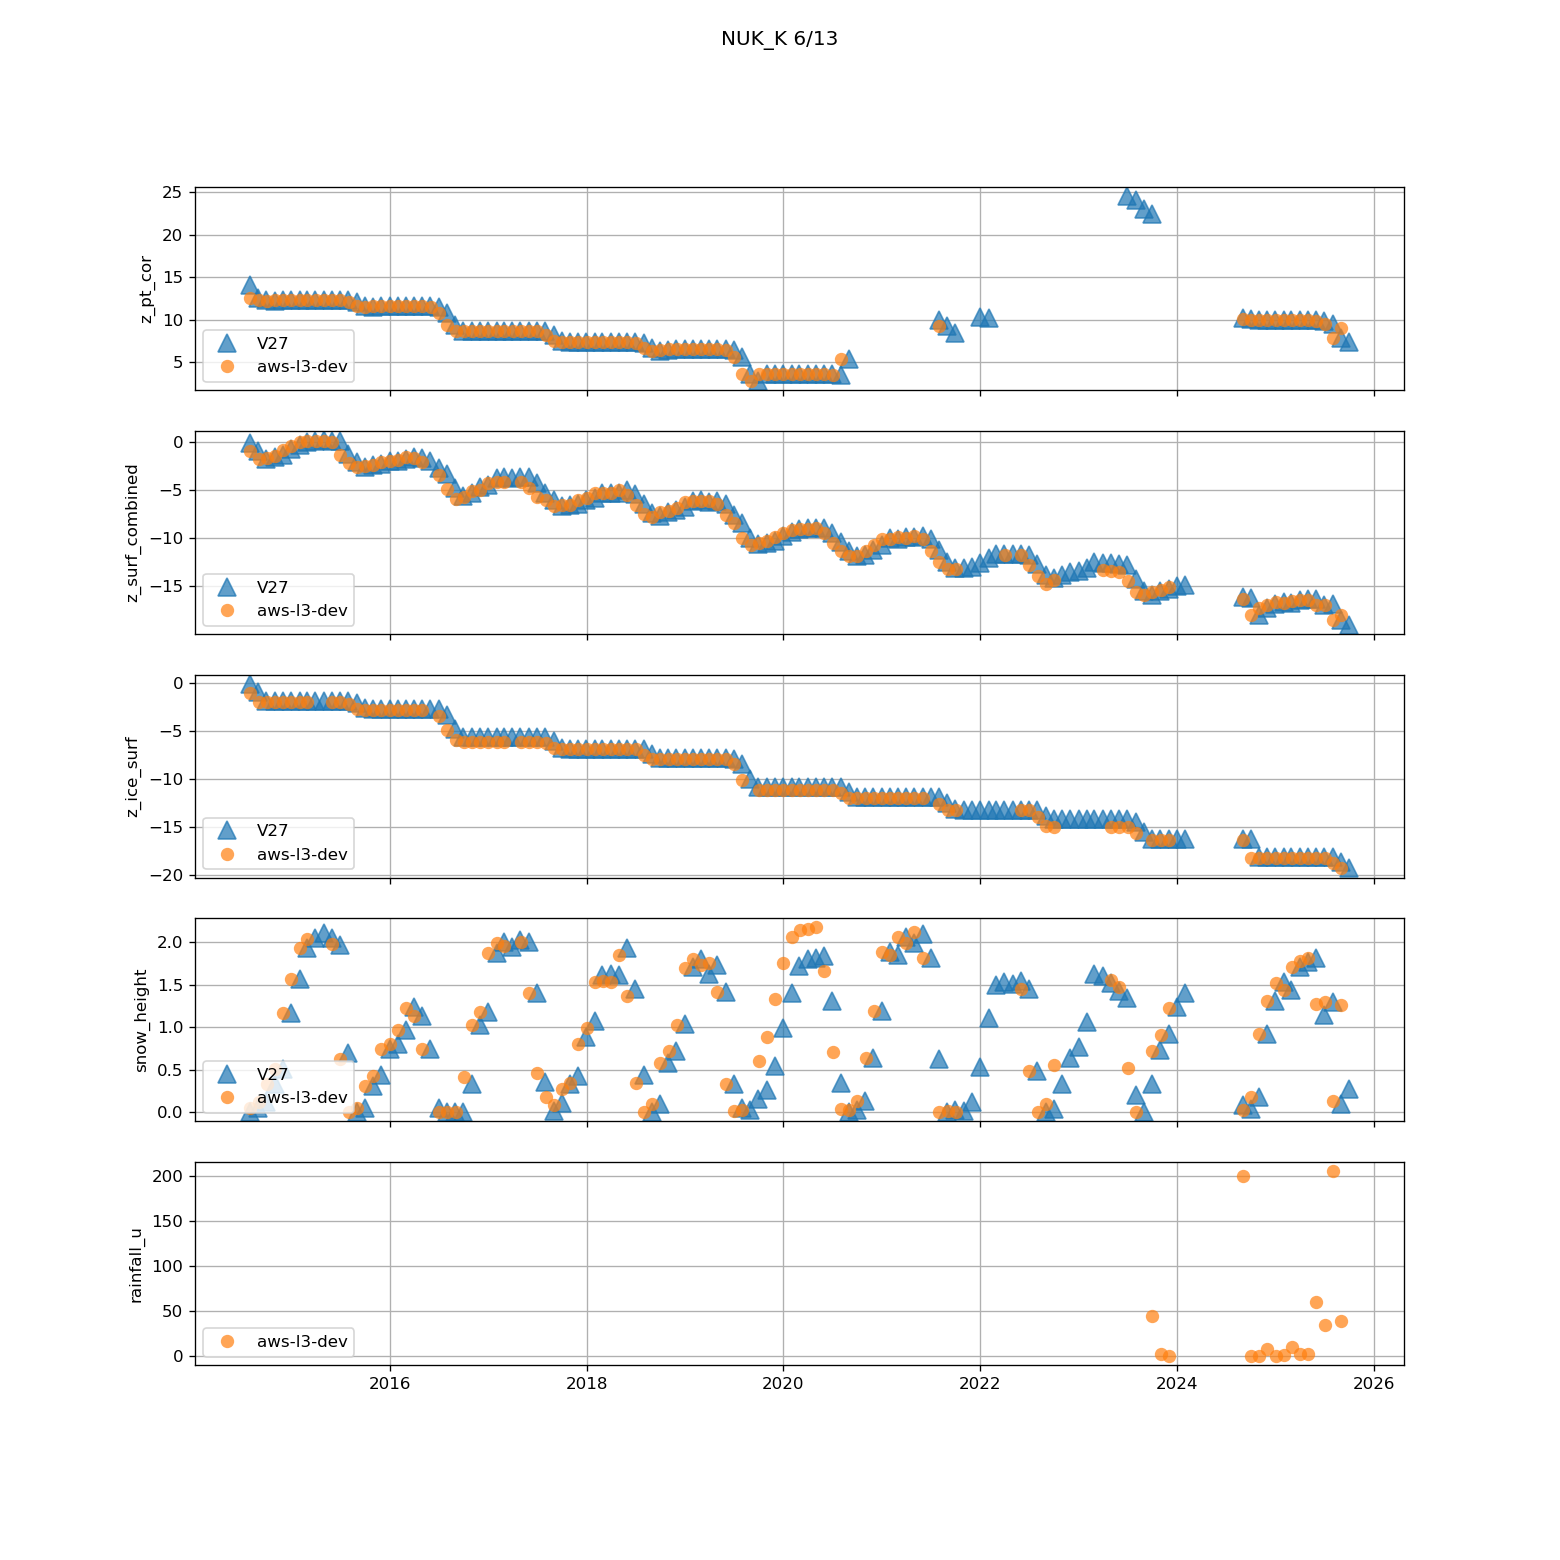 NUK_K 6/13
25
20
15
10
5
z_pt_cor
V27
aws-l3-dev
0
−5
−10
−15
z_surf_combined
V27
aws-l3-dev
0
−5
−10
−15
−20
z_ice_surf
V27
aws-l3-dev
2.0
1.5
1.0
0.5
0.0
snow_height
V27
aws-l3-dev
200
150
100
50
0
rainfall_u
aws-l3-dev
2016 2018 2020 2022 2024 2026